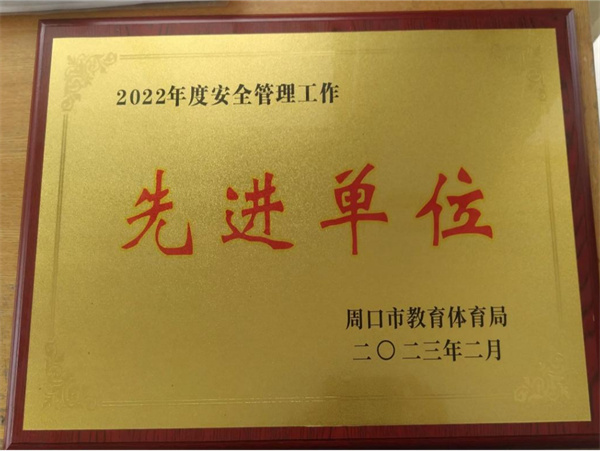 2022年度安全管理工作
先进单位
周口市教育体育局
二〇二三年二月